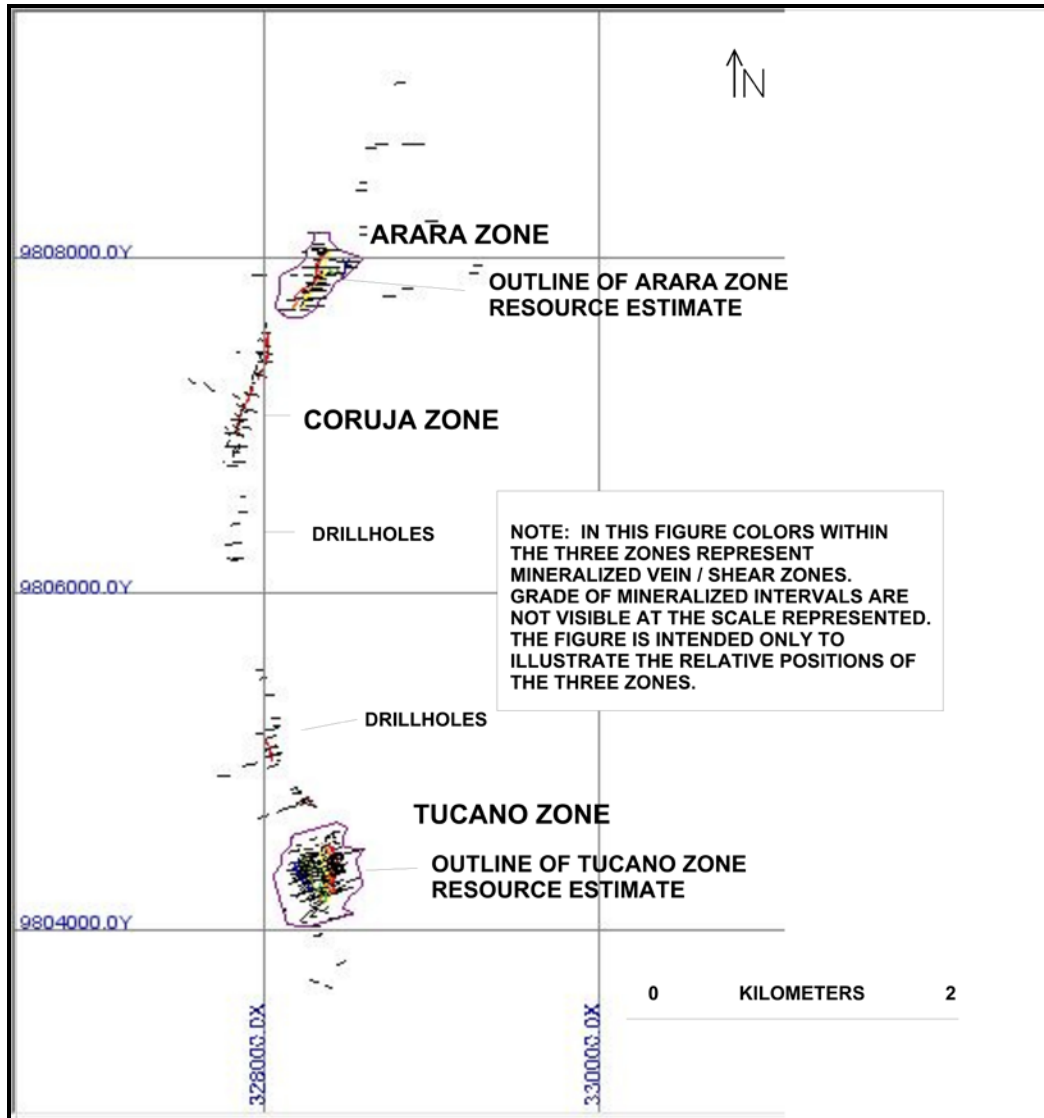 N
ARARA ZONE
9808000.0Y
OUTLINE OF ARARA ZONE
RESOURCE ESTIMATE
CORUJA ZONE
DRILLHOLES
NOTE: IN THIS FIGURE COLORS WITHIN
THE THREE ZONES REPRESENT
MINERALIZED VEIN / SHEAR ZONES.
GRADE OF MINERALIZED INTERVALS ARE
NOT VISIBLE AT THE SCALE REPRESENTED.
THE FIGURE IS INTENDED ONLY TO
ILLUSTRATE THE RELATIVE POSITIONS OF
THE THREE ZONES.
9806000.0Y
DRILLHOLES
TUCANO ZONE
OUTLINE OF TUCANO ZONE
RESOURCE ESTIMATE
9804000.0Y
0 KILOMETERS 2
328000.0X
330000.0X